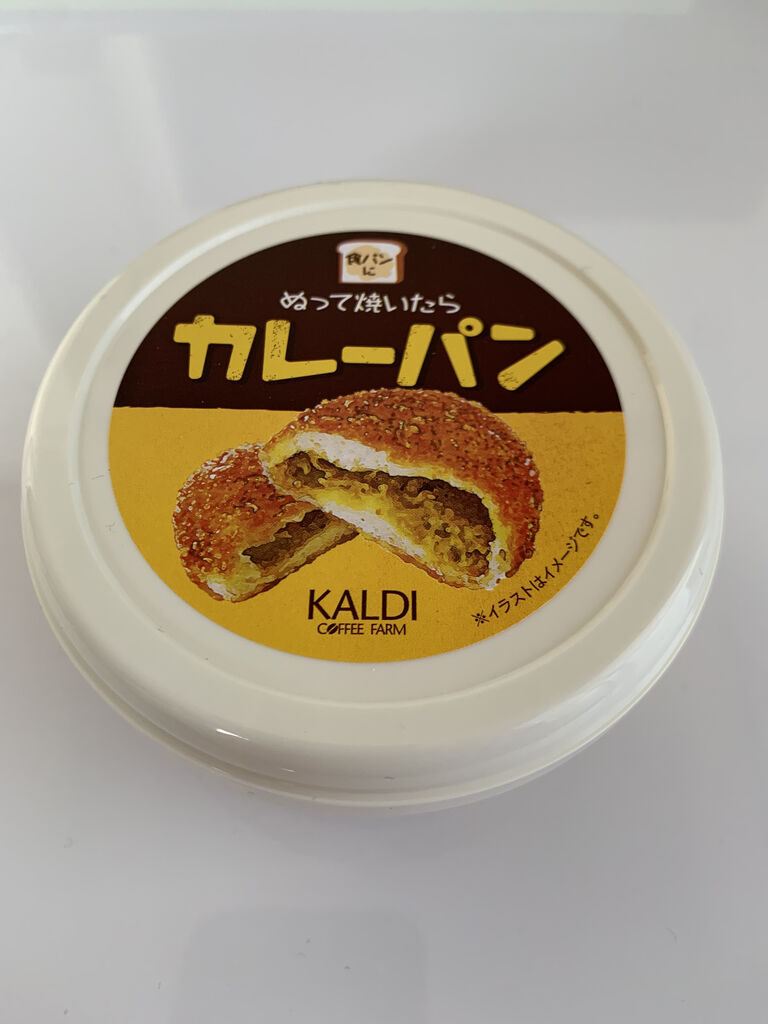 食パン
に
ぬって焼いたら
カレーパン
KALDI
COFFEE FARM
※イラストはイメージです。